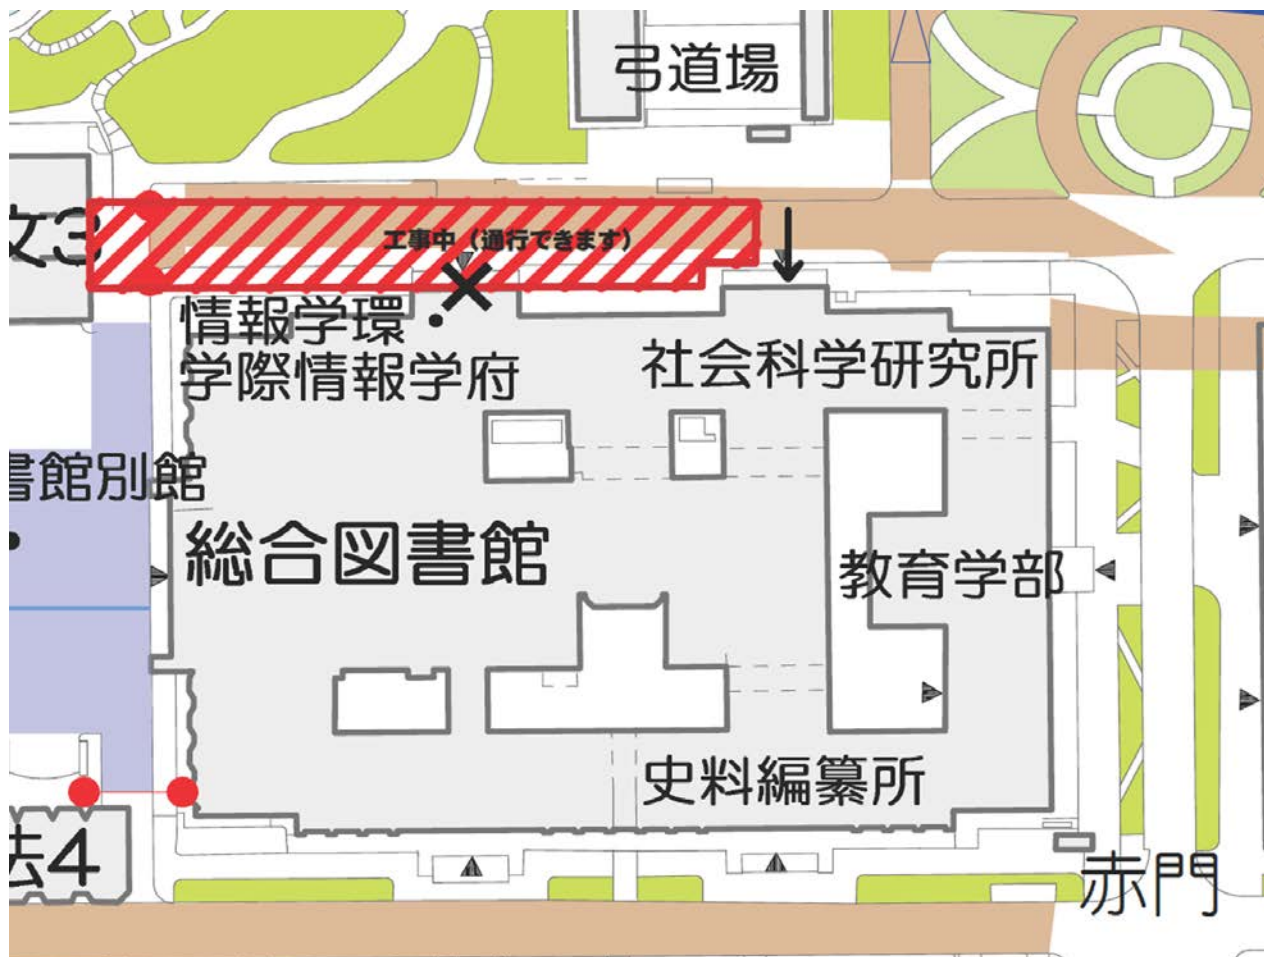 弓道場
文3
工事中（通行できます）
情報学環
学際情報学府
社会科学研究所
書館別館
総合図書館
教育学部
史料編纂所
法4
赤門